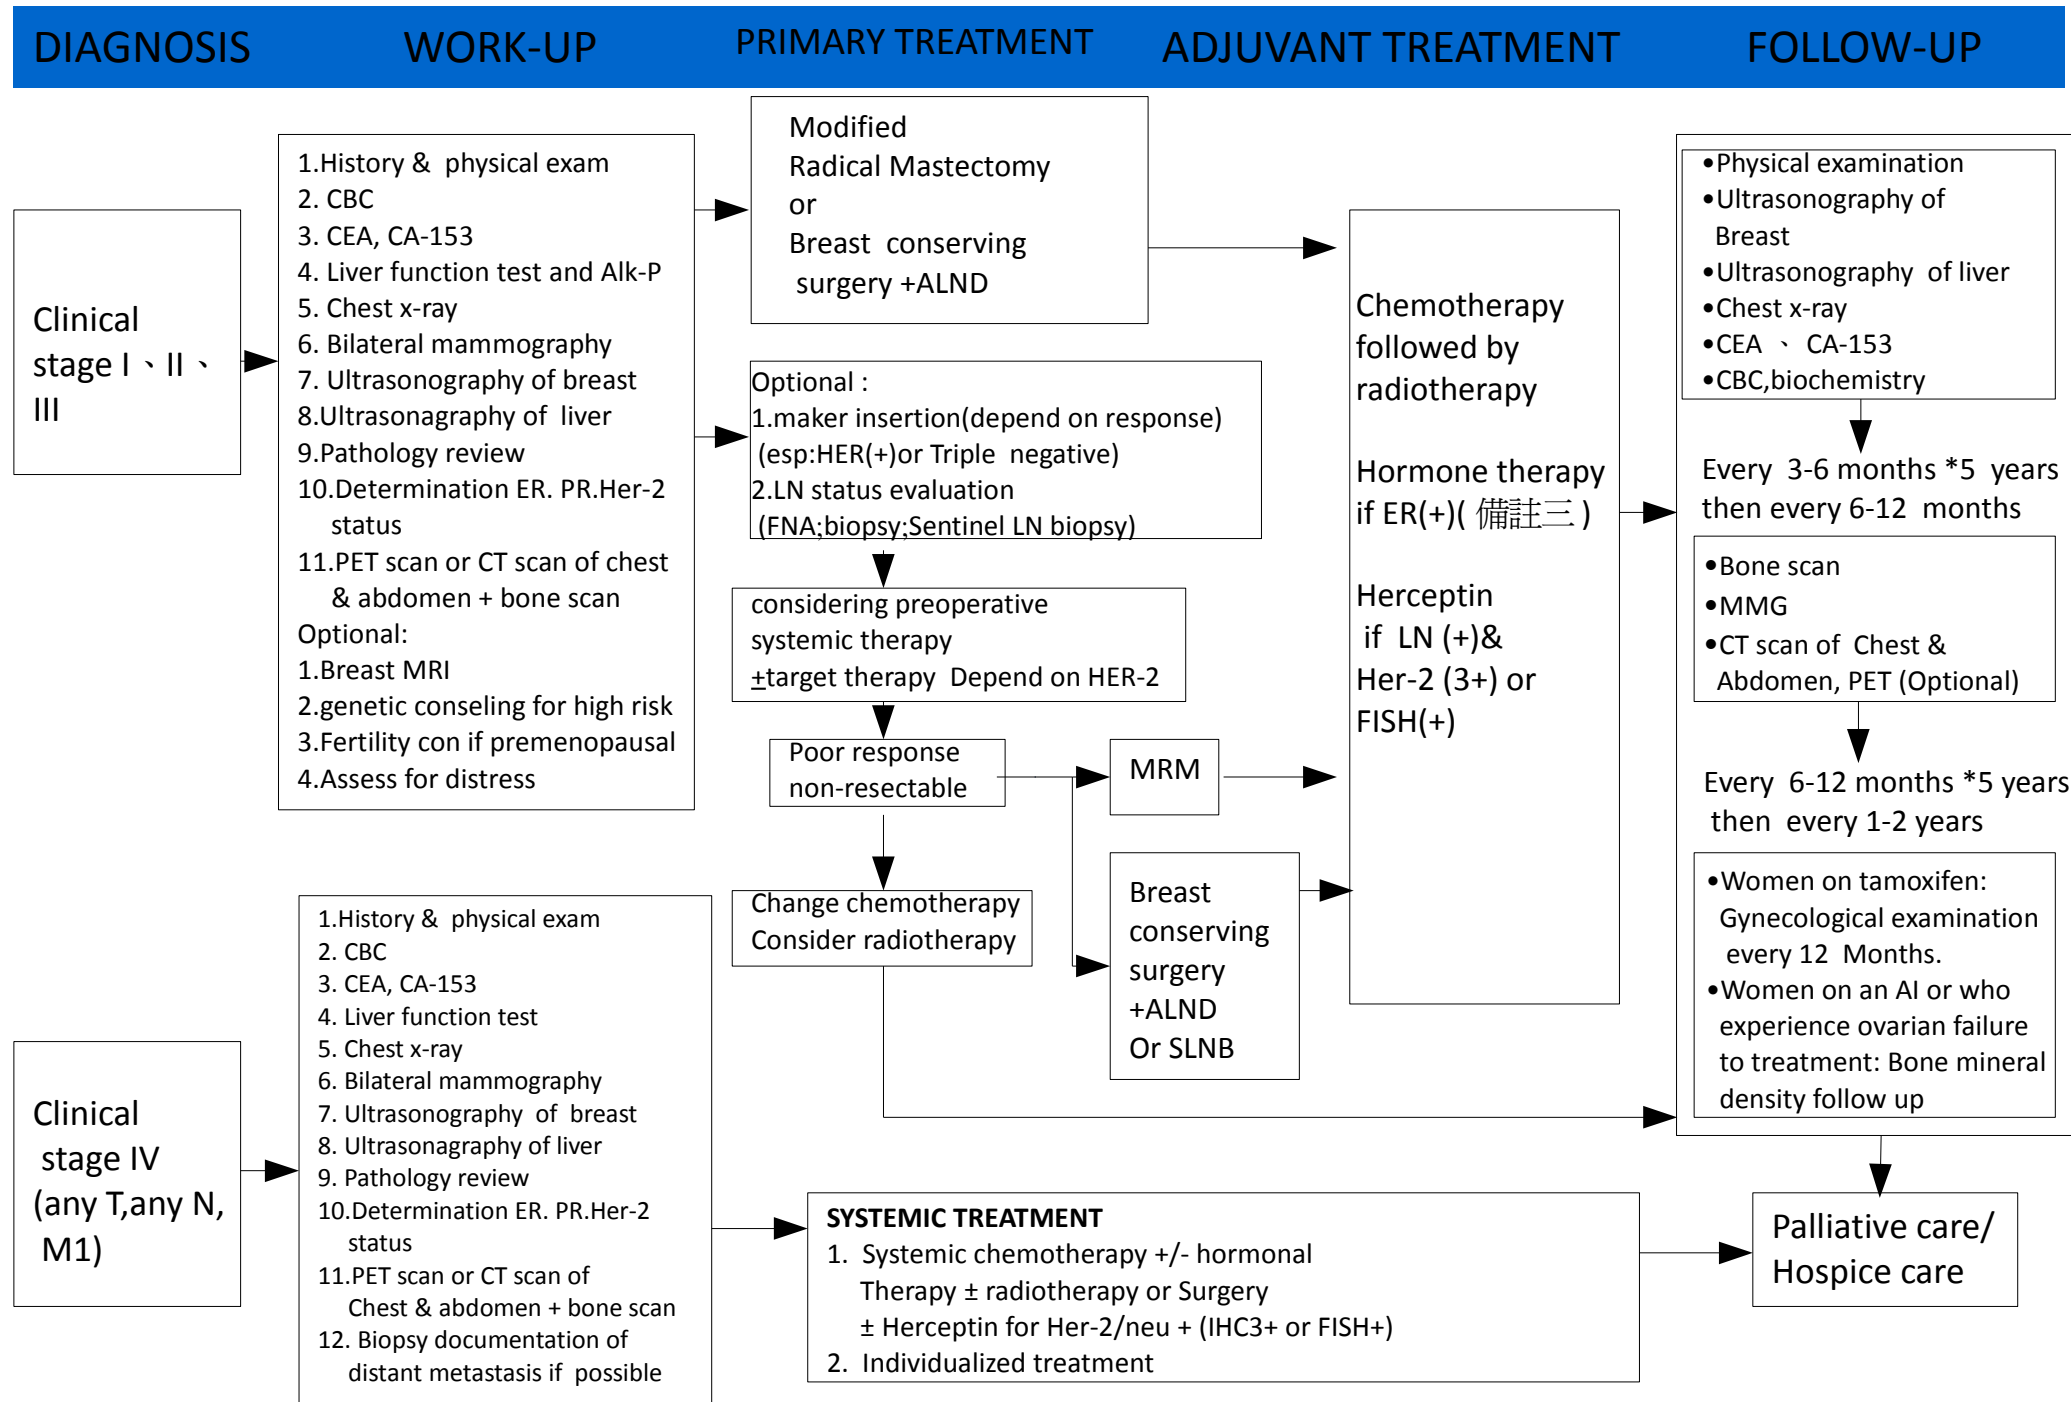 DIAGNOSIS
WORK-UP
PRIMARY TREATMENT
ADJUVANT TREATMENT
FOLLOW-UP
Clinical
stage I、II、
III
1.History & physical exam
2. CBC
3. CEA, CA-153
4. Liver function test and Alk-P
5. Chest x-ray
6. Bilateral mammography
7. Ultrasonography of breast
8.Ultrasonagraphy of liver
9.Pathology review
10.Determination ER. PR.Her-2
status
11.PET scan or CT scan of chest
& abdomen + bone scan
Optional:
1.Breast MRI
2.genetic conseling for high risk
3.Fertility con if premenopausal
4.Assess for distress
Modified
Radical Mastectomy
or
Breast conserving
surgery +ALND
Optional :
1.maker insertion(depend on response)
(esp:HER(+)or Triple negative)
2.LN status evaluation
(FNA;biopsy;Sentinel LN biopsy)
considering preoperative
systemic therapy
±target therapy Depend on HER-2
Poor response
non-resectable
Change chemotherapy
Consider radiotherapy
MRM
Breast
conserving
surgery
+ALND
Or SLNB
Chemotherapy
followed by
radiotherapy
Hormone therapy
if ER(+)( 備註三 )
Herceptin
if LN (+)&
Her-2 (3+) or
FISH(+)
•Physical examination
•Ultrasonography of
Breast
•Ultrasonography of liver
•Chest x-ray
•CEA 、 CA-153
•CBC,biochemistry
Every 3-6 months *5 years
then every 6-12 months
•Bone scan
•MMG
•CT scan of Chest &
Abdomen, PET (Optional)
Every 6-12 months *5 years
then every 1-2 years
•Women on tamoxifen:
Gynecological examination
every 12 Months.
•Women on an AI or who
experience ovarian failure
to treatment: Bone mineral
density follow up
Clinical
stage IV
(any T,any N,
M1)
1.History & physical exam
2. CBC
3. CEA, CA-153
4. Liver function test
5. Chest x-ray
6. Bilateral mammography
7. Ultrasonography of breast
8. Ultrasonagraphy of liver
9. Pathology review
10.Determination ER. PR.Her-2
status
11.PET scan or CT scan of
Chest & abdomen + bone scan
12. Biopsy documentation of
distant metastasis if possible
SYSTEMIC TREATMENT
1. Systemic chemotherapy +/- hormonal
Therapy ± radiotherapy or Surgery
± Herceptin for Her-2/neu + (IHC3+ or FISH+)
2. Individualized treatment
Palliative care/
Hospice care